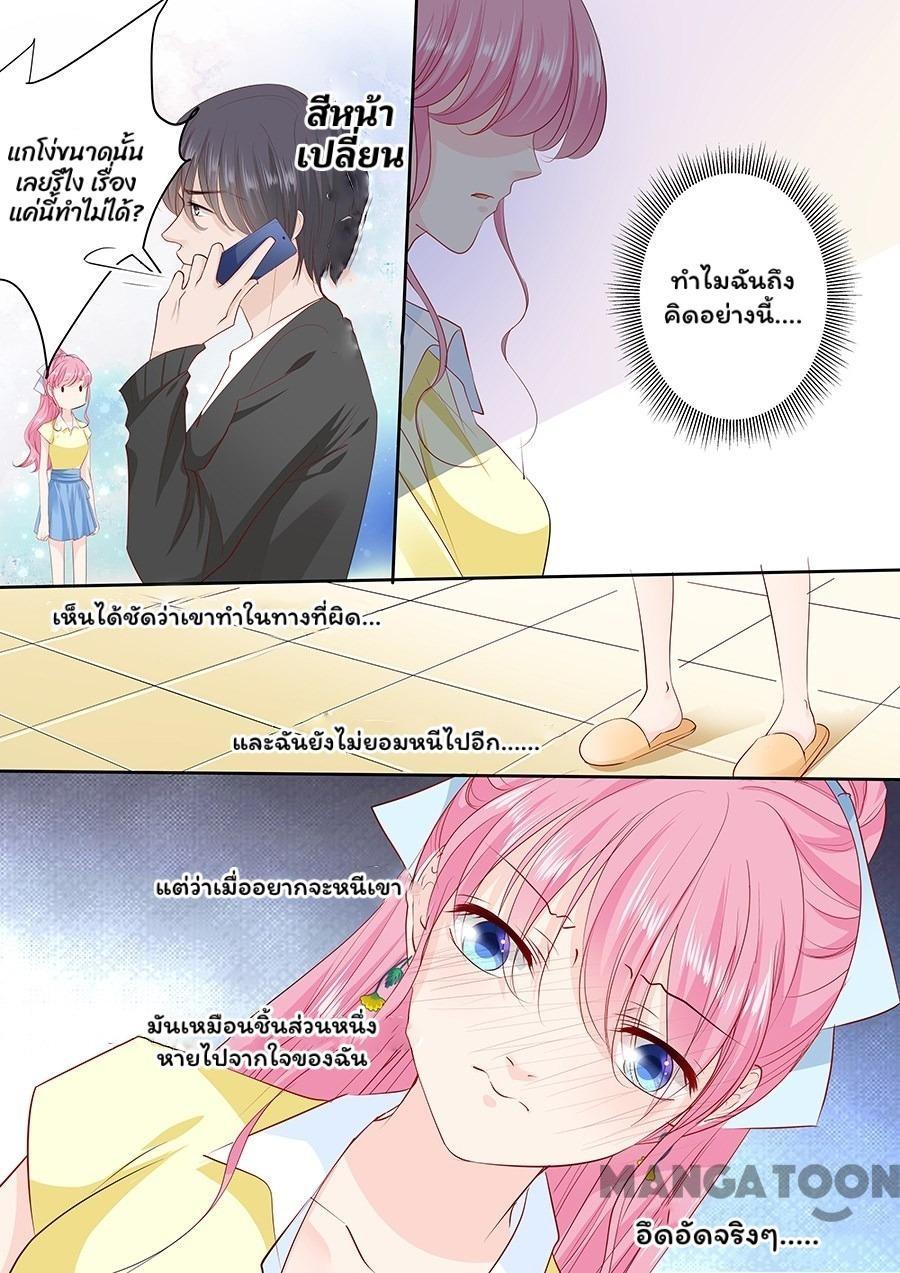 สีหน้า
เปลี่ยน
แกโง่ขนาดนั้น
เลยรึไง เรื่อง
แค่นี้ทำไม่ได้?
ทำไมฉันถึง
คิดอย่างนี้....
เห็นได้ชัดว่าเขาทำในทางที่ผิด...
และฉันยังไม่ยอมหนีไปอีก......
แต่ว่าเมื่ออยากจะหนีเขา
มันเหมือนชิ้นส่วนหนึ่ง
หายไปจากใจของฉัน
MANGATOON
อึดอัดจริงๆ.....